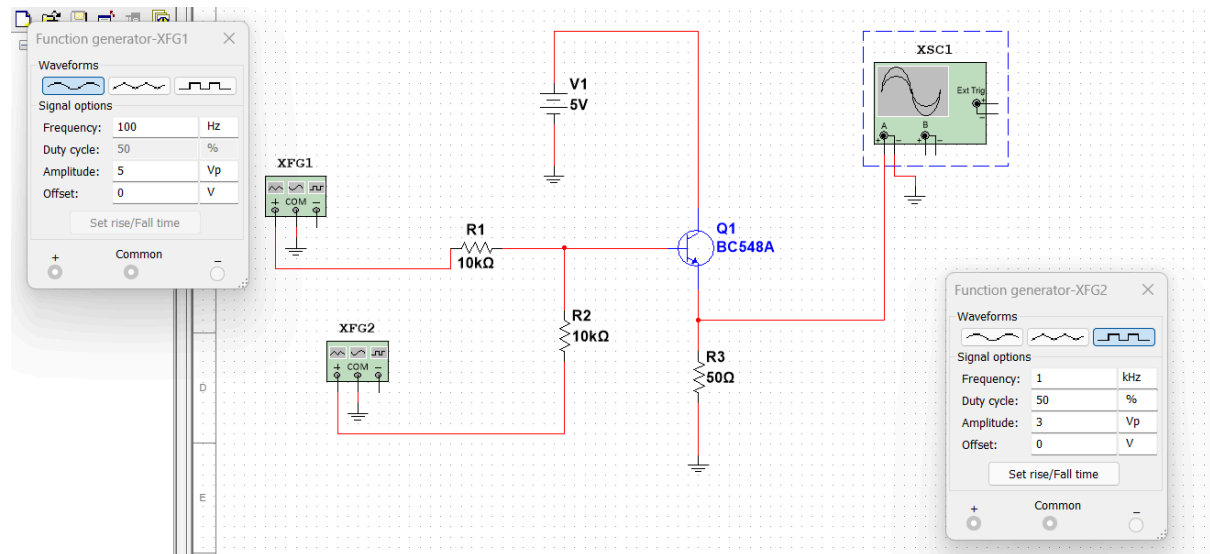 Function generator-XFG1
Waveforms
Signal options
Frequency: 100 Hz
Duty cycle: 50 %
Amplitude: 5 Vp
Offset: 0 V
Set rise/Fall time
+ Common −
XFG1
+ COM −
R1
10kΩ
XFG2
+ COM −
R2
10kΩ
V1
5V
Q1
BC548A
R3
50Ω
XSC1
Ext Trig
+
−
A B
+ − + −
Function generator-XFG2
Waveforms
Signal options
Frequency: 1 kHz
Duty cycle: 50 %
Amplitude: 3 Vp
Offset: 0 V
Set rise/Fall time
+ Common −
D
E